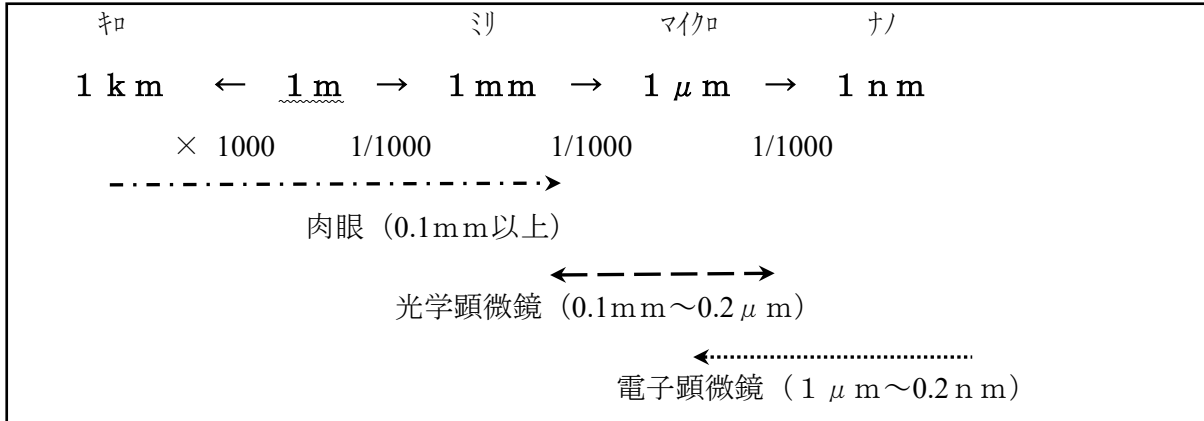 ｷﾛ ﾐﾘ ﾏｲｸﾛ ﾅﾉ
１ｋｍ ← １ｍ → １ｍｍ → １μｍ → １ｎｍ
× 1000 1/1000 1/1000 1/1000
肉眼（0.1ｍｍ以上）
光学顕微鏡（0.1ｍｍ～0.2μｍ）
電子顕微鏡（１μｍ～0.2ｎｍ）